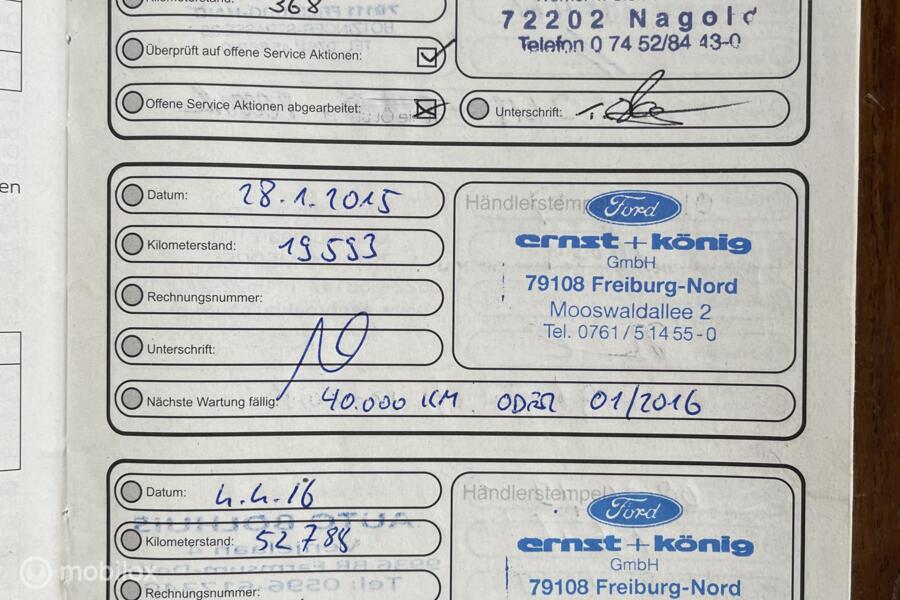 368
72202 Nagold
Telefon 0 74 52/84 43-0
Überprüft auf offene Service Aktionen:
Offene Service Aktionen abgearbeitet:
Unterschrift:
en
Datum: 28.1.2015
Händlerstempel
Ford
Kilometerstand: 19593
ernst + könig
GmbH
79108 Freiburg-Nord
Rechnungsnummer:
Mooswaldallee 2
Tel. 0761/51455-0
Unterschrift:
Nächste Wartung fällig: 40.000 KM ODER 01/2016
Datum: 4.4.16
Händlerstempel
Ford
Kilometerstand: 52788
ernst + könig
GmbH
79108 Freiburg-Nord
Rechnungsnummer:
mobilox